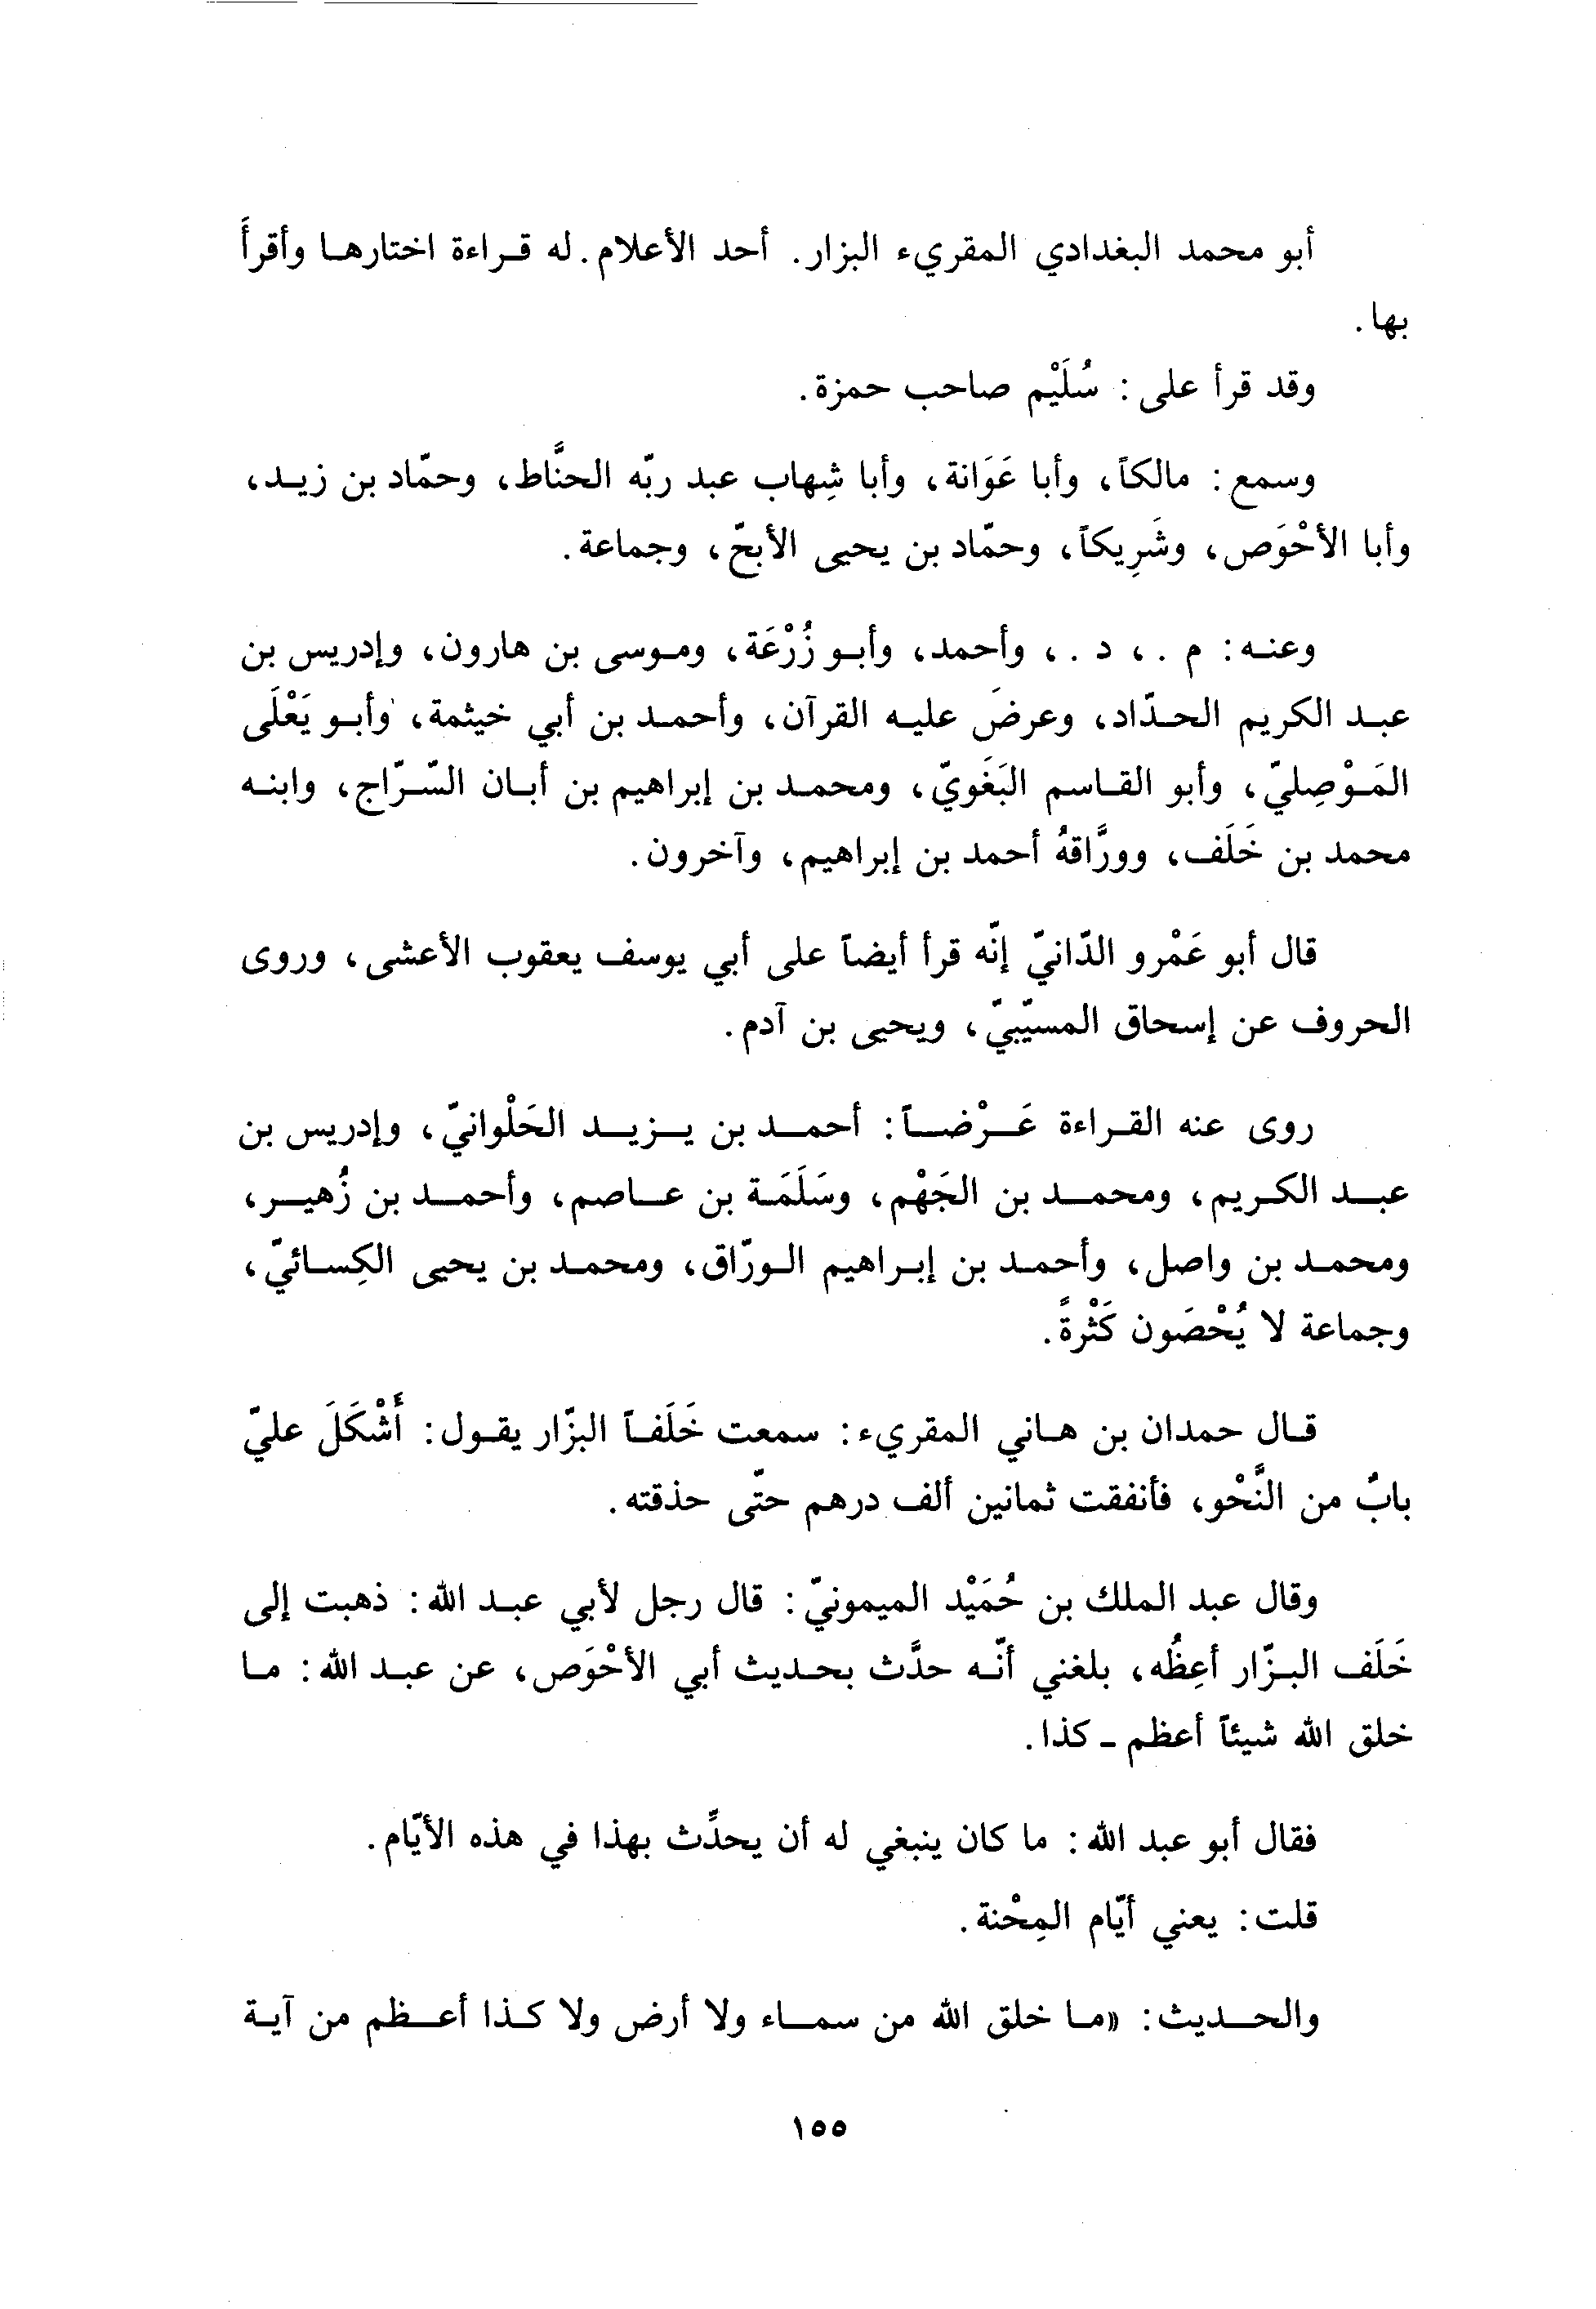 أبو محمد البغدادي المقريء البزار. أحد الأعلام. له قراءة اختارها وأقرأَ
بها.
وقد قرأ على: سُلَيْم صاحب حمزة.
وسمع: مالكاً، وأبا عَوَانة، وأبا شِهاب عبد ربّه الحنَّاط، وحمّاد بن زيد،
وأبا الأحْوَص، وشَرِيكاً، وحمّاد بن يحيى الأبحّ، وجماعة.
وعنه: م.، د.، وأحمد، وأبو زُرْعَة، وموسى بن هارون، وإدريس بن
عبد الكريم الحدّاد، وعرضَ عليه القرآن، وأحمد بن أبي خيثمة، وأبو يَعْلَى
المَوْصِليّ، وأبو القاسم البَغَويّ، ومحمد بن إبراهيم بن أبان السّرّاج، وابنه
محمد بن خَلَف، وورَّاقهُ أحمد بن إبراهيم، وآخرون.
قال أبو عَمْرو الدّانيّ إنّه قرأ أيضاً على أبي يوسف يعقوب الأعشى، وروى
الحروف عن إسحاق المسيّبيّ، ويحيى بن آدم.
روى عنه القراءة عَرْضاً: أحمد بن يزيد الحَلْوانيّ، وإدريس بن
عبد الكريم، ومحمد بن الجَهْم، وسَلَمَة بن عاصم، وأحمد بن زُهير،
ومحمد بن واصل، وأحمد بن إبراهيم الورّاق، ومحمد بن يحيى الكِسائيّ،
وجماعة لا يُحْصَون كَثْرةً.
قال حمدان بن هاني المقريء: سمعت خَلَفاً البزّار يقول: أَشْكَلَ عليّ
بابٌ من النَّحْو، فأنفقت ثمانين ألف درهم حتّى حذقته.
وقال عبد الملك بن حُمَيْد الميمونيّ: قال رجل لأبي عبد الله: ذهبت إلى
خَلَف البزّار أعِظُه، بلغني أنّه حدَّث بحديث أبي الأحْوَص، عن عبد الله: ما
خلق الله شيئاً أعظم - كذا.
فقال أبو عبد الله: ما كان ينبغي له أن يحدِّث بهذا في هذه الأيّام.
قلت: يعني أيّام المِحْنة.
والحديث: «ما خلق الله من سماء ولا أرض ولا كذا أعظم من آية
١٥٥